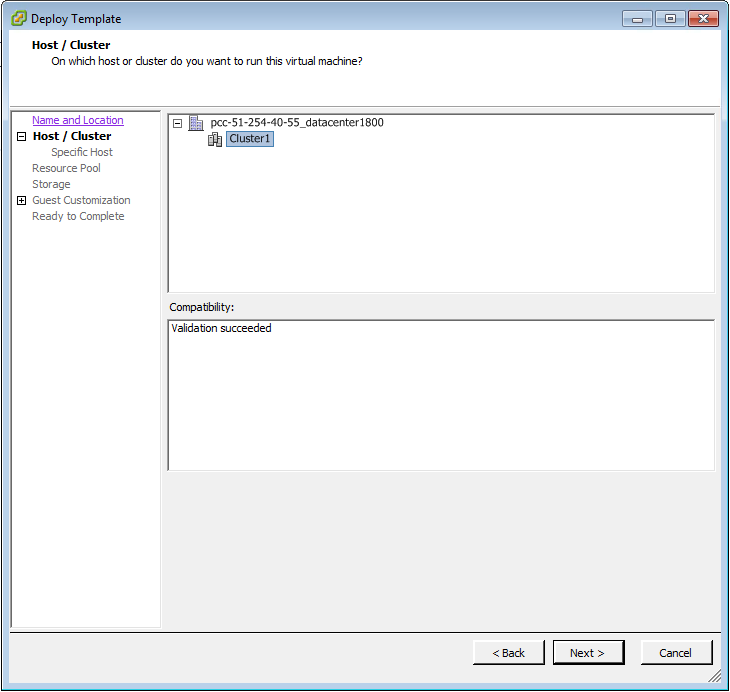 Deploy Template
Host / Cluster
On which host or cluster do you want to run this virtual machine?
Name and Location
Host / Cluster
Specific Host
Resource Pool
Storage
Guest Customization
Ready to Complete
pcc-51-254-40-55_datacenter1800
Cluster1
Compatibility:
Validation succeeded
< Back
Next >
Cancel